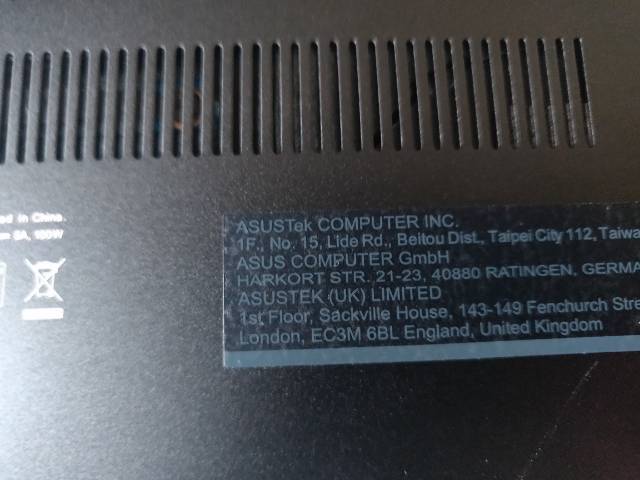 ed in China.
5A, 100W
ASUSTek COMPUTER INC.
1F., No. 15, Lide Rd., Beitou Dist., Taipei City 112, Taiwa
ASUS COMPUTER GmbH
HARKORT STR. 21-23, 40880 RATINGEN, GERMA
ASUSTEK (UK) LIMITED
1st Floor, Sackville House, 143-149 Fenchurch Stre
London, EC3M 6BL England, United Kingdom